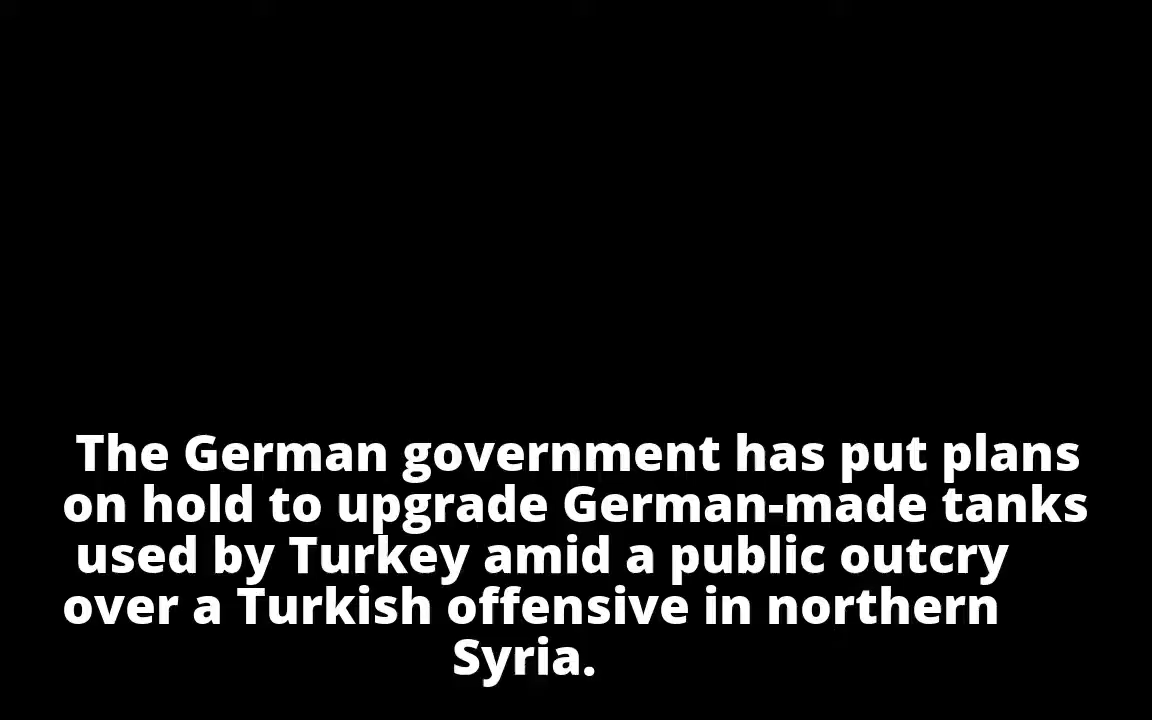 The German government has put plans
on hold to upgrade German-made tanks
used by Turkey amid a public outcry
over a Turkish offensive in northern
Syria.